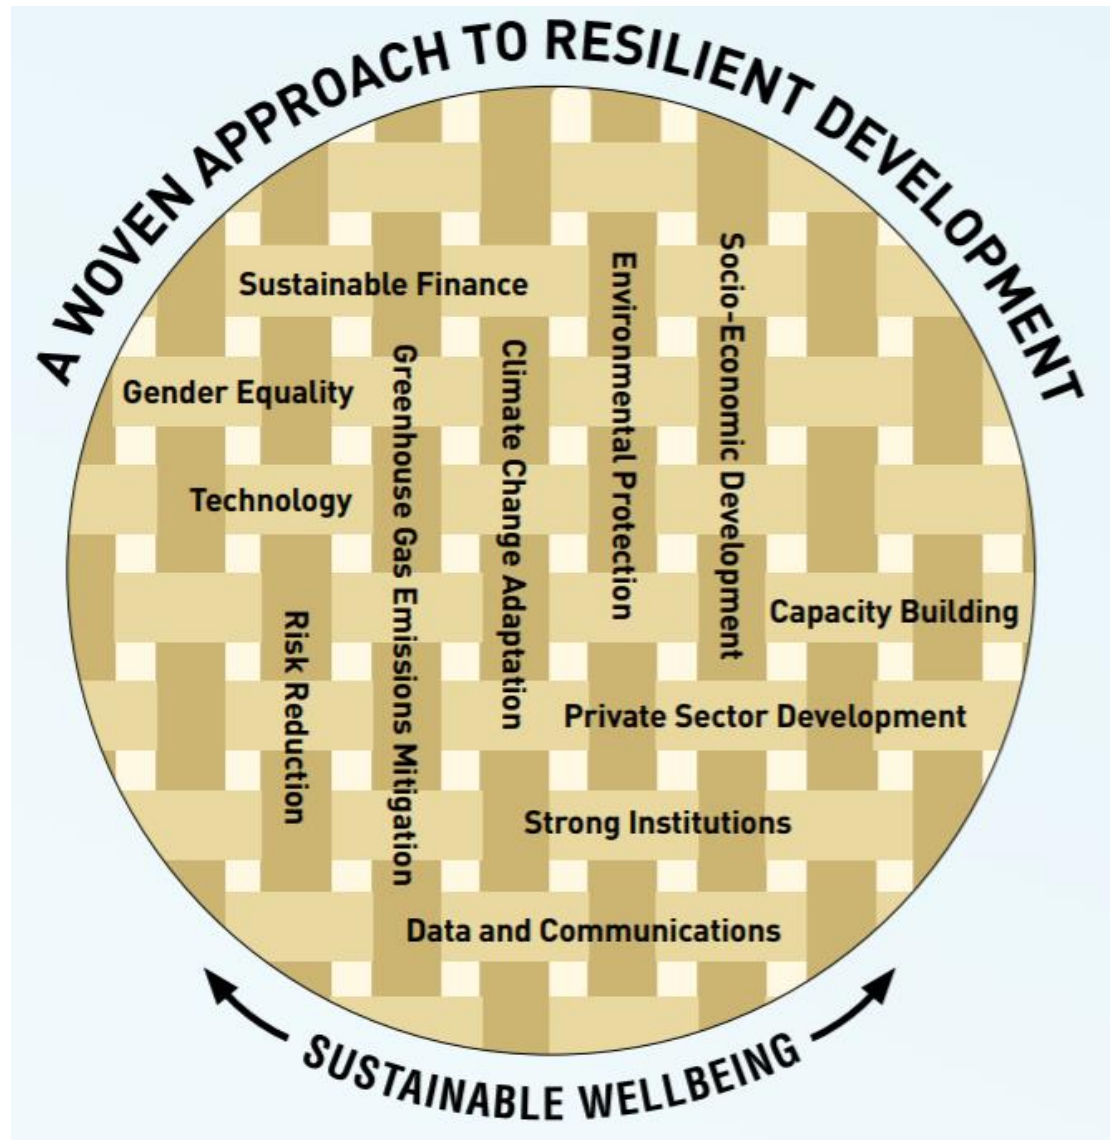 A WOVEN APPROACH TO RESILIENT DEVELOPMENT
Sustainable Finance
Gender Equality
Technology
Risk Reduction
Greenhouse Gas Emissions Mitigation
Climate Change Adaptation
Environmental Protection
Socio-Economic Development
Capacity Building
Private Sector Development
Strong Institutions
Data and Communications
SUSTAINABLE WELLBEING